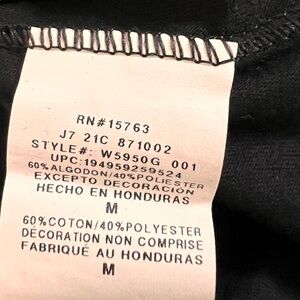 RN#15763
J7 21C 871002
STYLE#: W5950G 001
UPC:194959259524
60%ALGODON/40%POLIESTER
EXCEPTO DECORACION
HECHO EN HONDURAS
M
60%COTON/40%POLYESTER
DÉCORATION NON COMPRISE
FABRIQUÉ AU HONDURAS
M